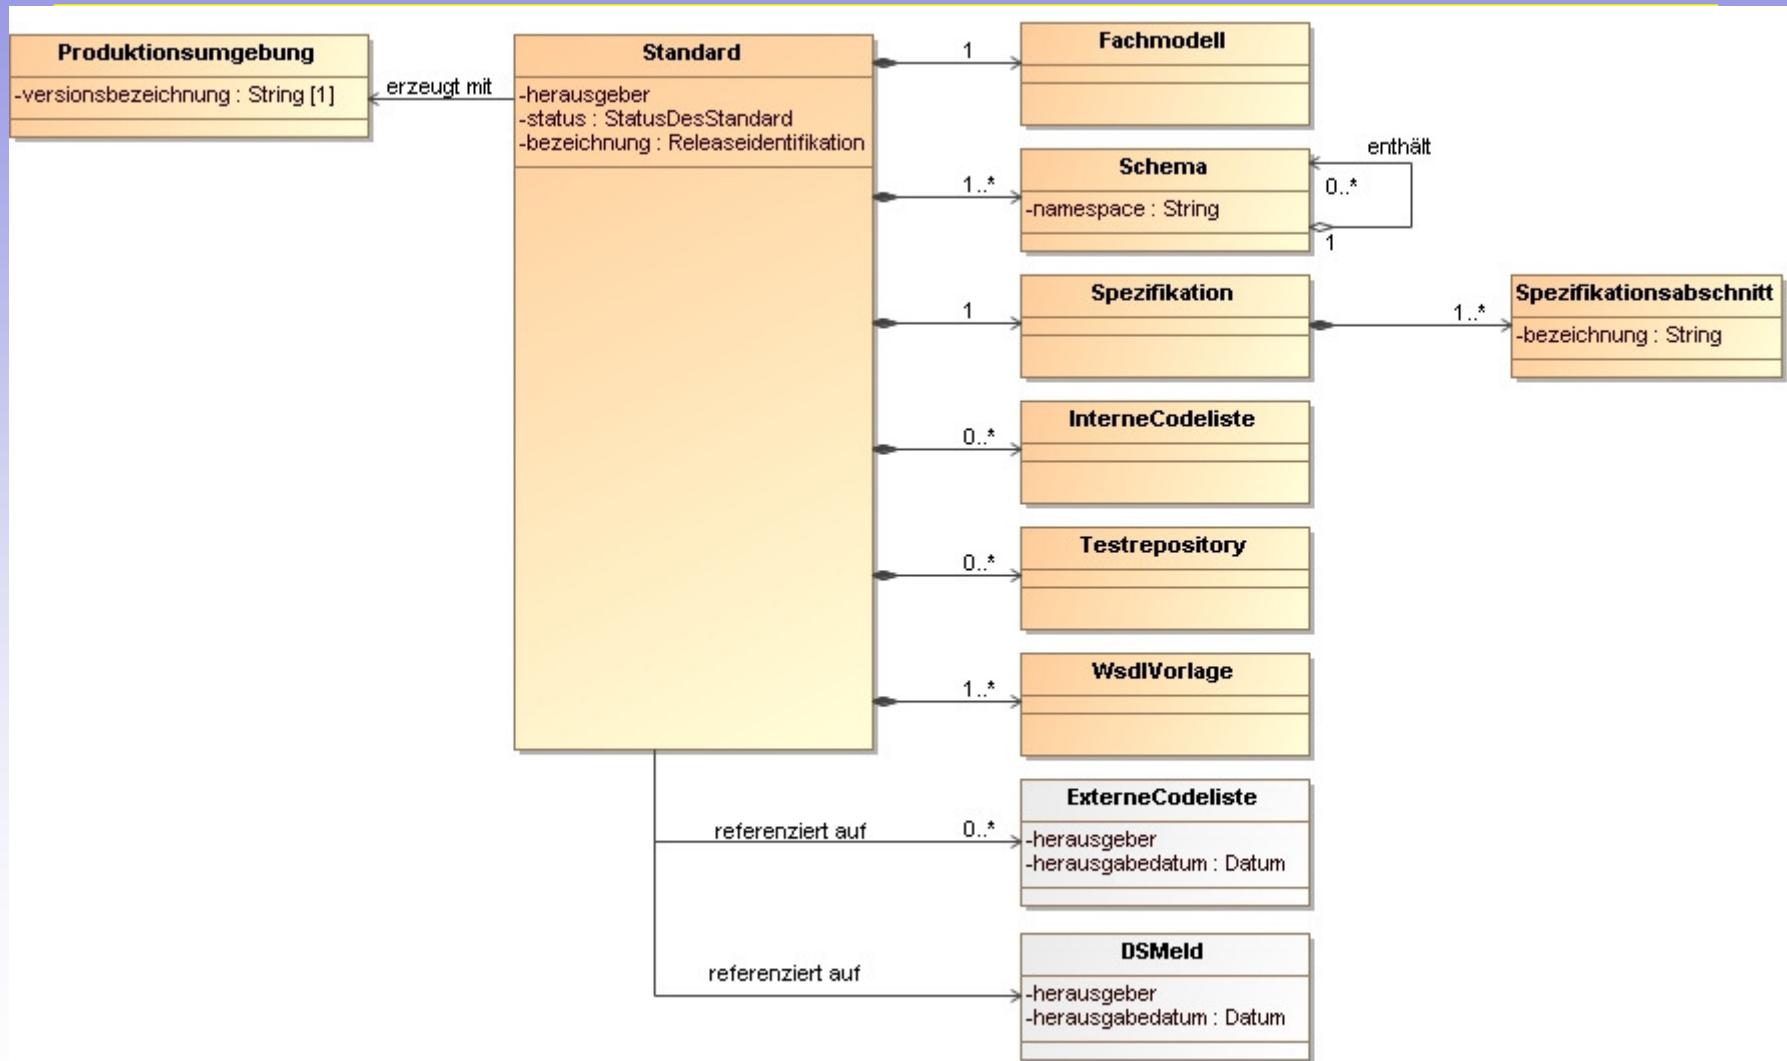 Produktionsumgebung
-versionsbezeichnung : String [1]
erzeugt mit
Standard
-herausgeber
-status : StatusDesStandard
-bezeichnung : Releaseidentifikation
1
Fachmodell
1..*
Schema
-namespace : String
enthält
0..*
1
1
Spezifikation
1..*
Spezifikationsabschnitt
-bezeichnung : String
0..*
InterneCodeliste
0..*
Testrepository
1..*
WsdlVorlage
referenziert auf
0..*
ExterneCodeliste
-herausgeber
-herausgabedatum : Datum
referenziert auf
DSMeld
-herausgeber
-herausgabedatum : Datum